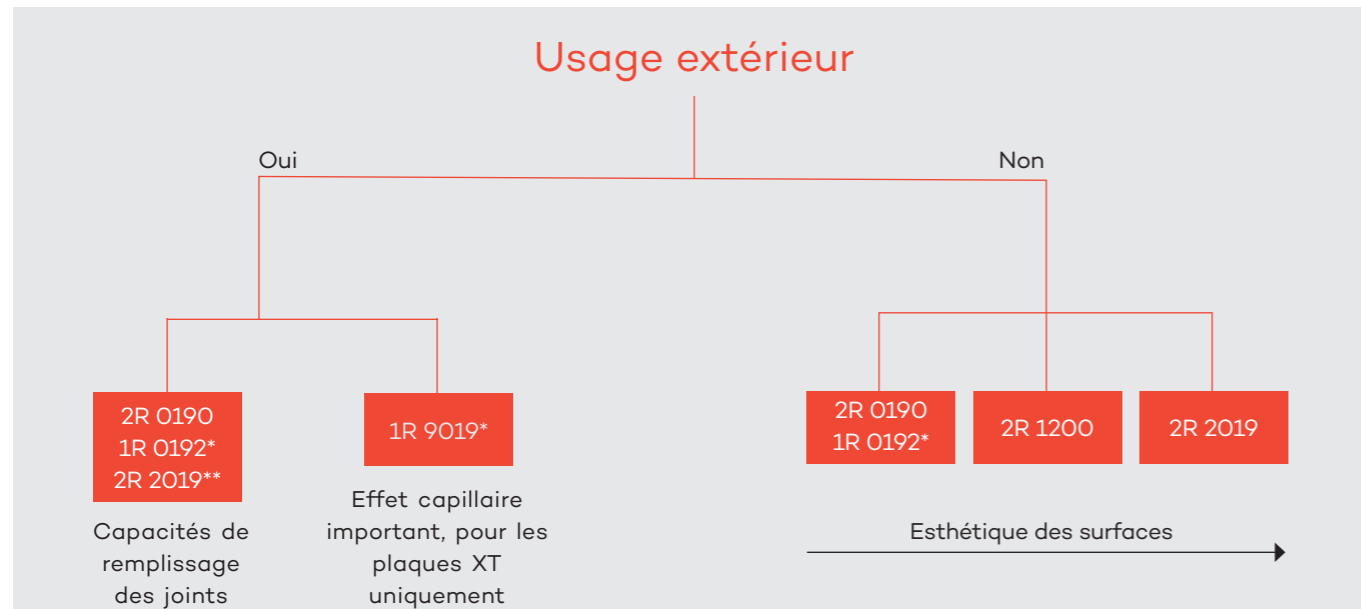 Usage extérieur
Oui
Non
2R 0190
1R 0192*
2R 2019**
Capacités de
remplissage
des joints
1R 9019*
Effet capillaire
important, pour les
plaques XT
uniquement
2R 0190
1R 0192*
2R 1200
2R 2019
Esthétique des surfaces